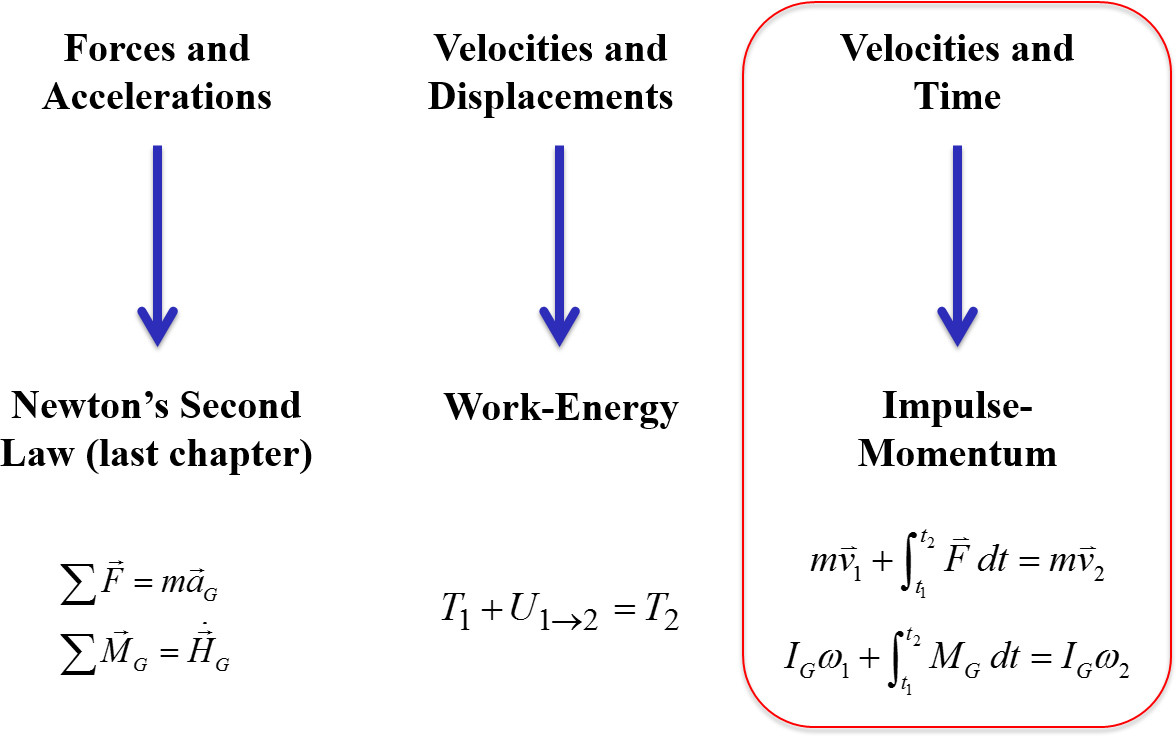 Forces and
Accelerations
Velocities and
Displacements
Velocities and
Time
Newton’s Second
Law (last chapter)
Work-Energy
Impulse-
Momentum
∑ F⃗ = ma⃗_G
∑ M⃗_G = Ḣ⃗_G
T₁ + U₁→₂ = T₂
mv⃗₁ + ∫_{t₁}^{t₂} F⃗ dt = mv⃗₂
I_G ω₁ + ∫_{t₁}^{t₂} M_G dt = I_G ω₂